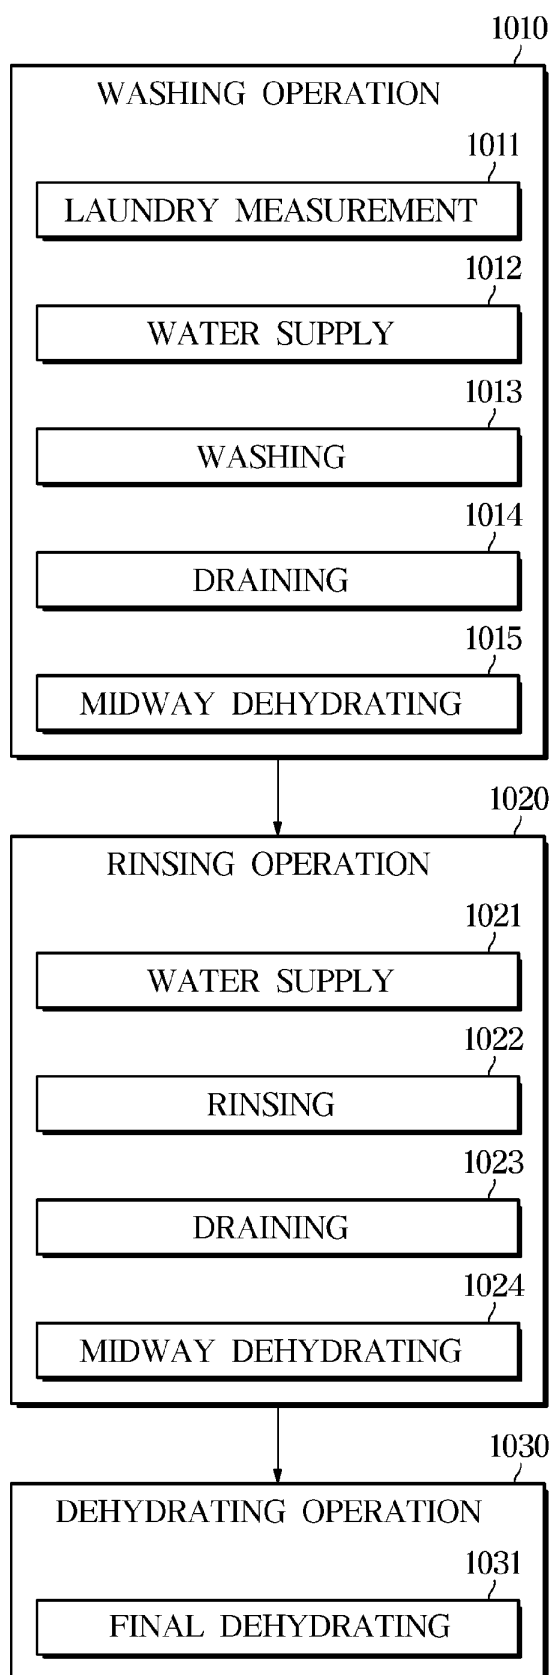 1010
WASHING OPERATION
1011
LAUNDRY MEASUREMENT
1012
WATER SUPPLY
1013
WASHING
1014
DRAINING
1015
MIDWAY DEHYDRATING
1020
RINSING OPERATION
1021
WATER SUPPLY
1022
RINSING
1023
DRAINING
1024
MIDWAY DEHYDRATING
1030
DEHYDRATING OPERATION
1031
FINAL DEHYDRATING